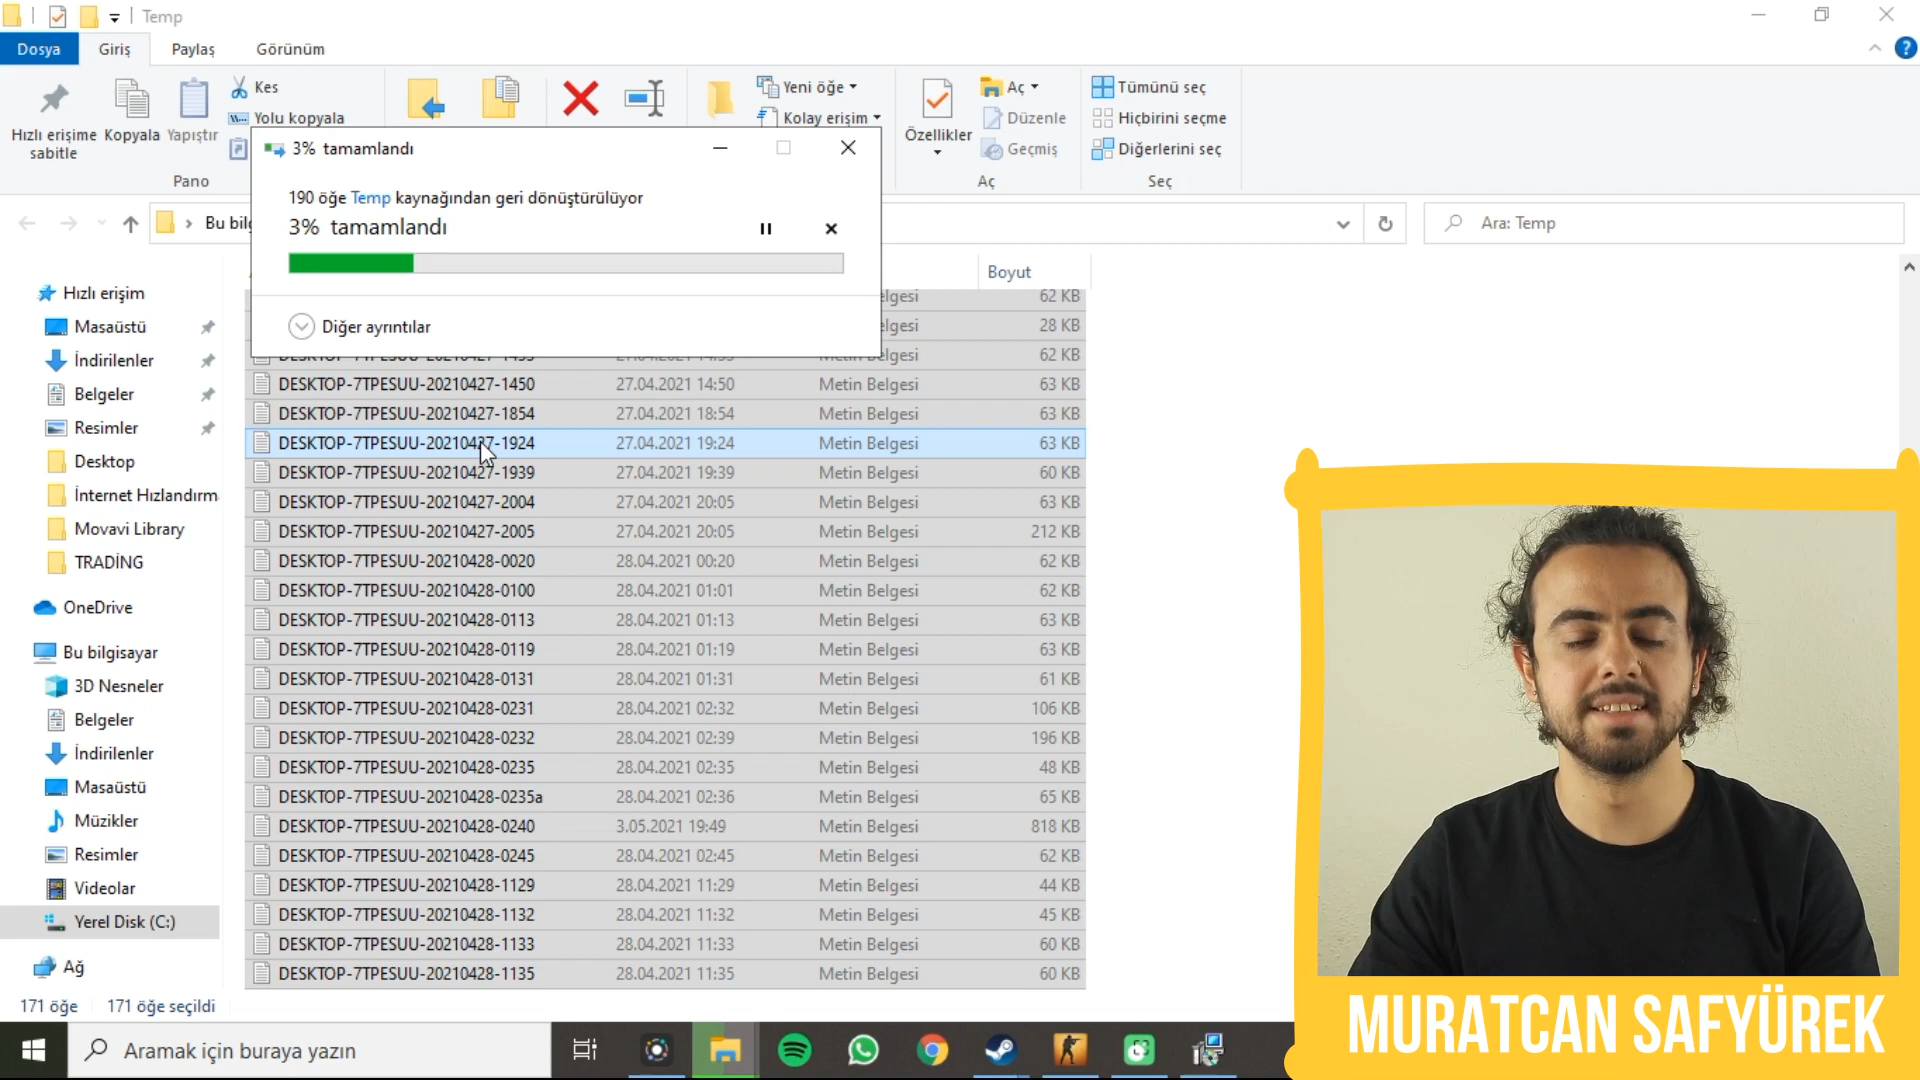 Temp
Dosya
Giriş
Paylaş
Görünüm
Hızlı erişime
sabitle
Kopyala
Yapıştır
Kes
Yolu kopyala
Pano
Yeni öğe
Kolay erişim
Özellikler
Aç
Düzenle
Geçmiş
Aç
Tümünü seç
Hiçbirini seçme
Diğerlerini seç
Seç
3% tamamlandı
190 öğe Temp kaynağından geri dönüştürülüyor
3% tamamlandı
Diğer ayrıntılar
Bu bilg
Ara: Temp
Boyut
Hızlı erişim
Masaüstü
İndirilenler
Belgeler
Resimler
Desktop
İnternet Hızlandırm
Movavi Library
TRADİNG
OneDrive
Bu bilgisayar
3D Nesneler
Belgeler
İndirilenler
Masaüstü
Müzikler
Resimler
Videolar
Yerel Disk (C:)
Ağ
elgesi 62 KB
elgesi 28 KB
elgesi 62 KB
DESKTOP-7TPESUU-20210427-1450 27.04.2021 14:50 Metin Belgesi 63 KB
DESKTOP-7TPESUU-20210427-1854 27.04.2021 18:54 Metin Belgesi 63 KB
DESKTOP-7TPESUU-20210427-1924 27.04.2021 19:24 Metin Belgesi 63 KB
DESKTOP-7TPESUU-20210427-1939 27.04.2021 19:39 Metin Belgesi 60 KB
DESKTOP-7TPESUU-20210427-2004 27.04.2021 20:05 Metin Belgesi 63 KB
DESKTOP-7TPESUU-20210427-2005 27.04.2021 20:05 Metin Belgesi 212 KB
DESKTOP-7TPESUU-20210428-0020 28.04.2021 00:20 Metin Belgesi 62 KB
DESKTOP-7TPESUU-20210428-0100 28.04.2021 01:01 Metin Belgesi 62 KB
DESKTOP-7TPESUU-20210428-0113 28.04.2021 01:13 Metin Belgesi 63 KB
DESKTOP-7TPESUU-20210428-0119 28.04.2021 01:19 Metin Belgesi 63 KB
DESKTOP-7TPESUU-20210428-0131 28.04.2021 01:31 Metin Belgesi 61 KB
DESKTOP-7TPESUU-20210428-0231 28.04.2021 02:32 Metin Belgesi 106 KB
DESKTOP-7TPESUU-20210428-0232 28.04.2021 02:39 Metin Belgesi 196 KB
DESKTOP-7TPESUU-20210428-0235 28.04.2021 02:35 Metin Belgesi 48 KB
DESKTOP-7TPESUU-20210428-0235a 28.04.2021 02:36 Metin Belgesi 65 KB
DESKTOP-7TPESUU-20210428-0240 3.05.2021 19:49 Metin Belgesi 818 KB
DESKTOP-7TPESUU-20210428-0245 28.04.2021 02:45 Metin Belgesi 62 KB
DESKTOP-7TPESUU-20210428-1129 28.04.2021 11:29 Metin Belgesi 44 KB
DESKTOP-7TPESUU-20210428-1132 28.04.2021 11:32 Metin Belgesi 45 KB
DESKTOP-7TPESUU-20210428-1133 28.04.2021 11:33 Metin Belgesi 60 KB
DESKTOP-7TPESUU-20210428-1135 28.04.2021 11:35 Metin Belgesi 60 KB
171 öğe
171 öğe seçildi
MURATCAN SAFYÜREK
Aramak için buraya yazın